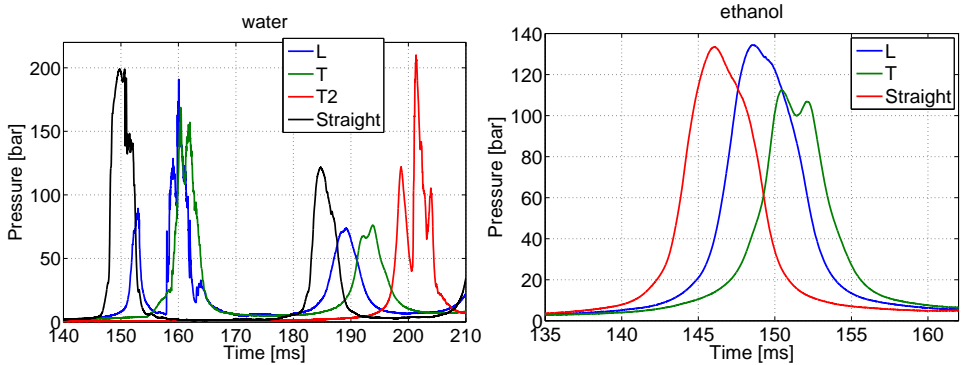 water
L
T
T2
Straight
200
150
100
50
0
140 150 160 170 180 190 200 210
Pressure [bar]
Time [ms]
ethanol
L
T
Straight
140
120
100
80
60
40
20
0
135 140 145 150 155 160
Pressure [bar]
Time [ms]